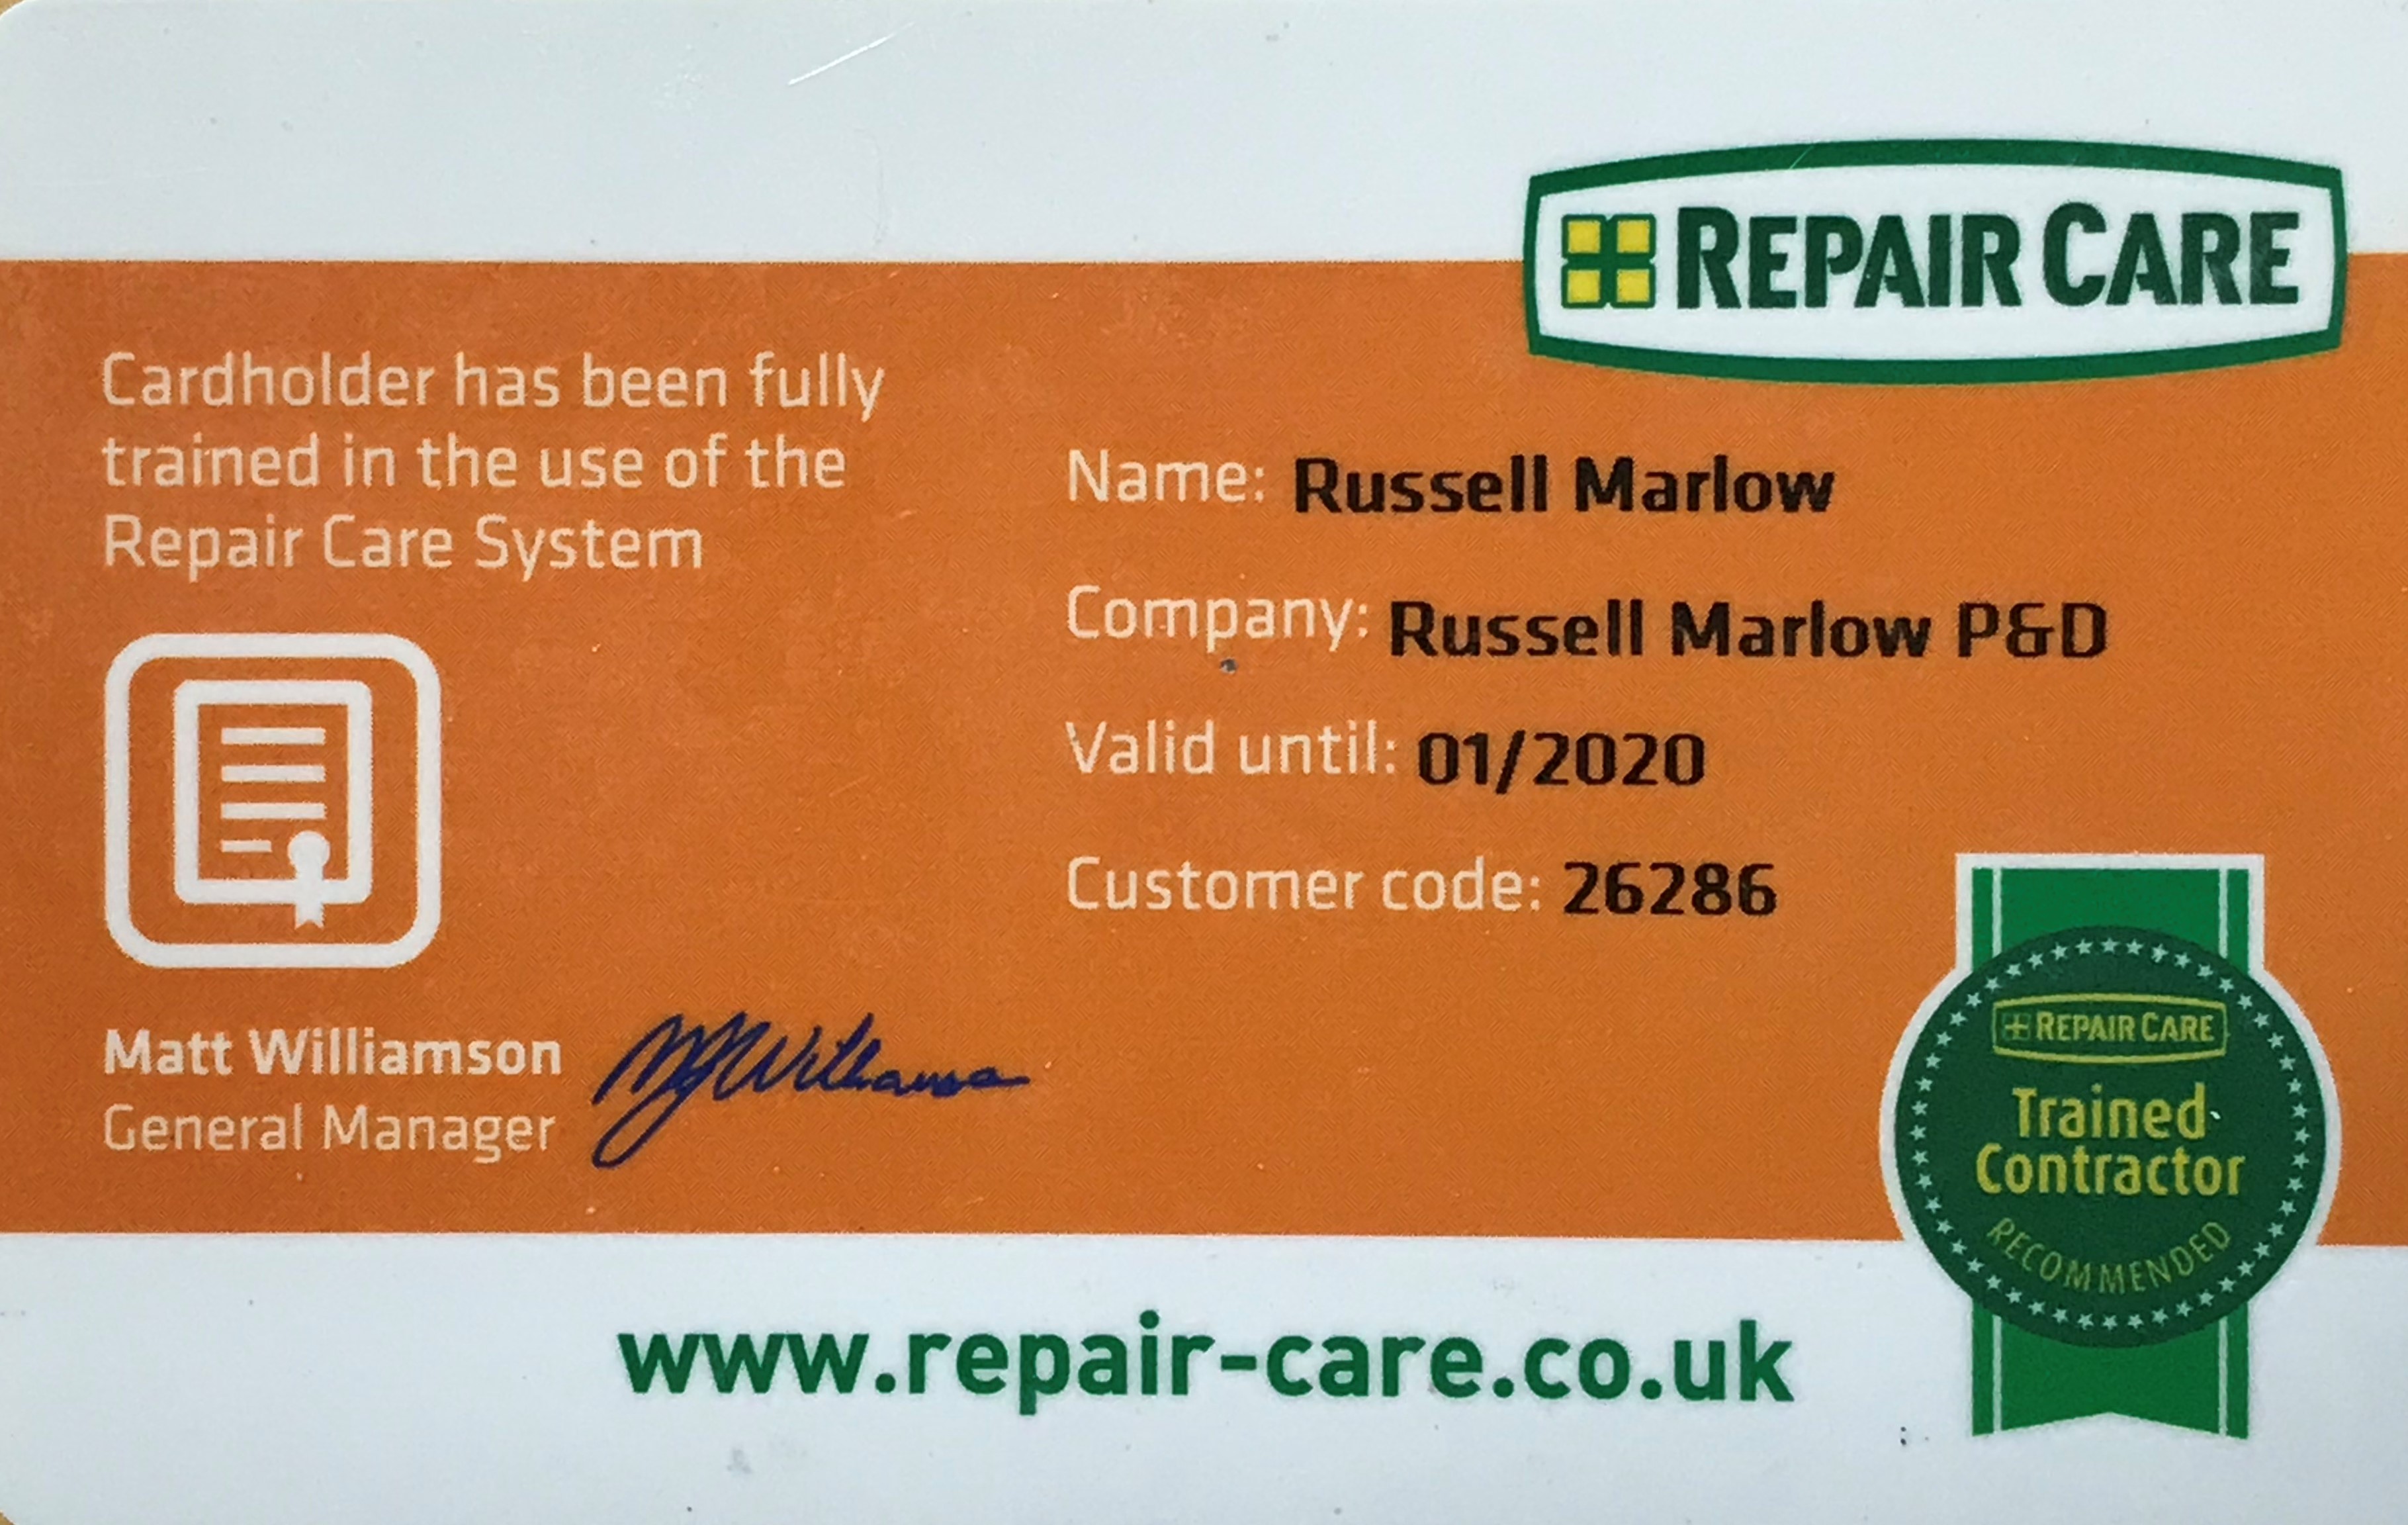 REPAIR CARE
Cardholder has been fully
trained in the use of the
Repair Care System
Name: Russell Marlow
Company: Russell Marlow P&D
Valid until: 01/2020
Customer code: 26286
Matt Williamson
General Manager
MJWilliamson
REPAIR CARE
Trained
Contractor
RECOMMENDED
www.repair-care.co.uk